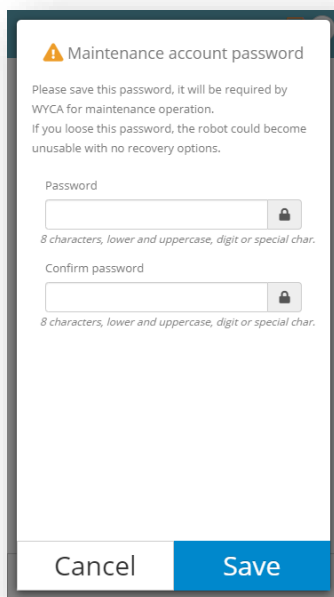 Maintenance account password
Please save this password, it will be required by
WYCA for maintenance operation.
If you loose this password, the robot could become
unusable with no recovery options.
Password
8 characters, lower and uppercase, digit or special char.
Confirm password
8 characters, lower and uppercase, digit or special char.
Cancel
Save